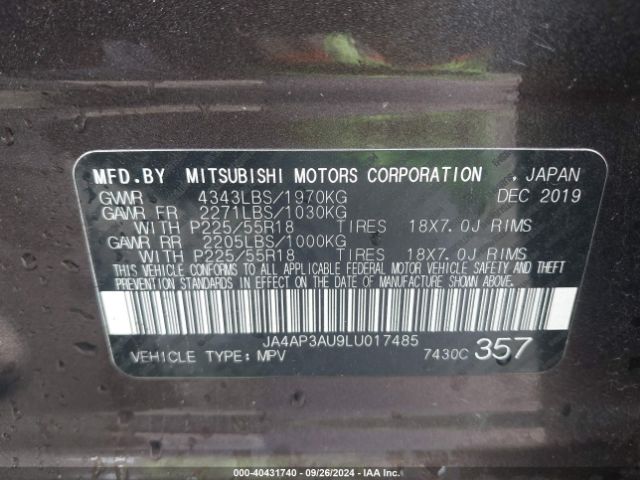 MFD.BY MITSUBISHI MOTORS CORPORATION , JAPAN
GVWR 4343LBS/1970KG DEC 2019
GAWR FR 2271LBS/1030KG
WITH P225/55R18 TIRES 18X7.0J RIMS
GAWR RR 2205LBS/1000KG
WITH P225/55R18 TIRES 18X7.0J RIMS
THIS VEHICLE CONFORMS TO ALL APPLICABLE FEDERAL MOTOR VEHICLE SAFETY AND THEFT
PREVENTION STANDARDS IN EFFECT ON THE DATE OF MANUFACTURE SHOWN ABOVE.
JA4AP3AU9LU017485
VEHICLE TYPE: MPV 7430C 357
000-40431740 - 09/26/2024 - www.iaai.com